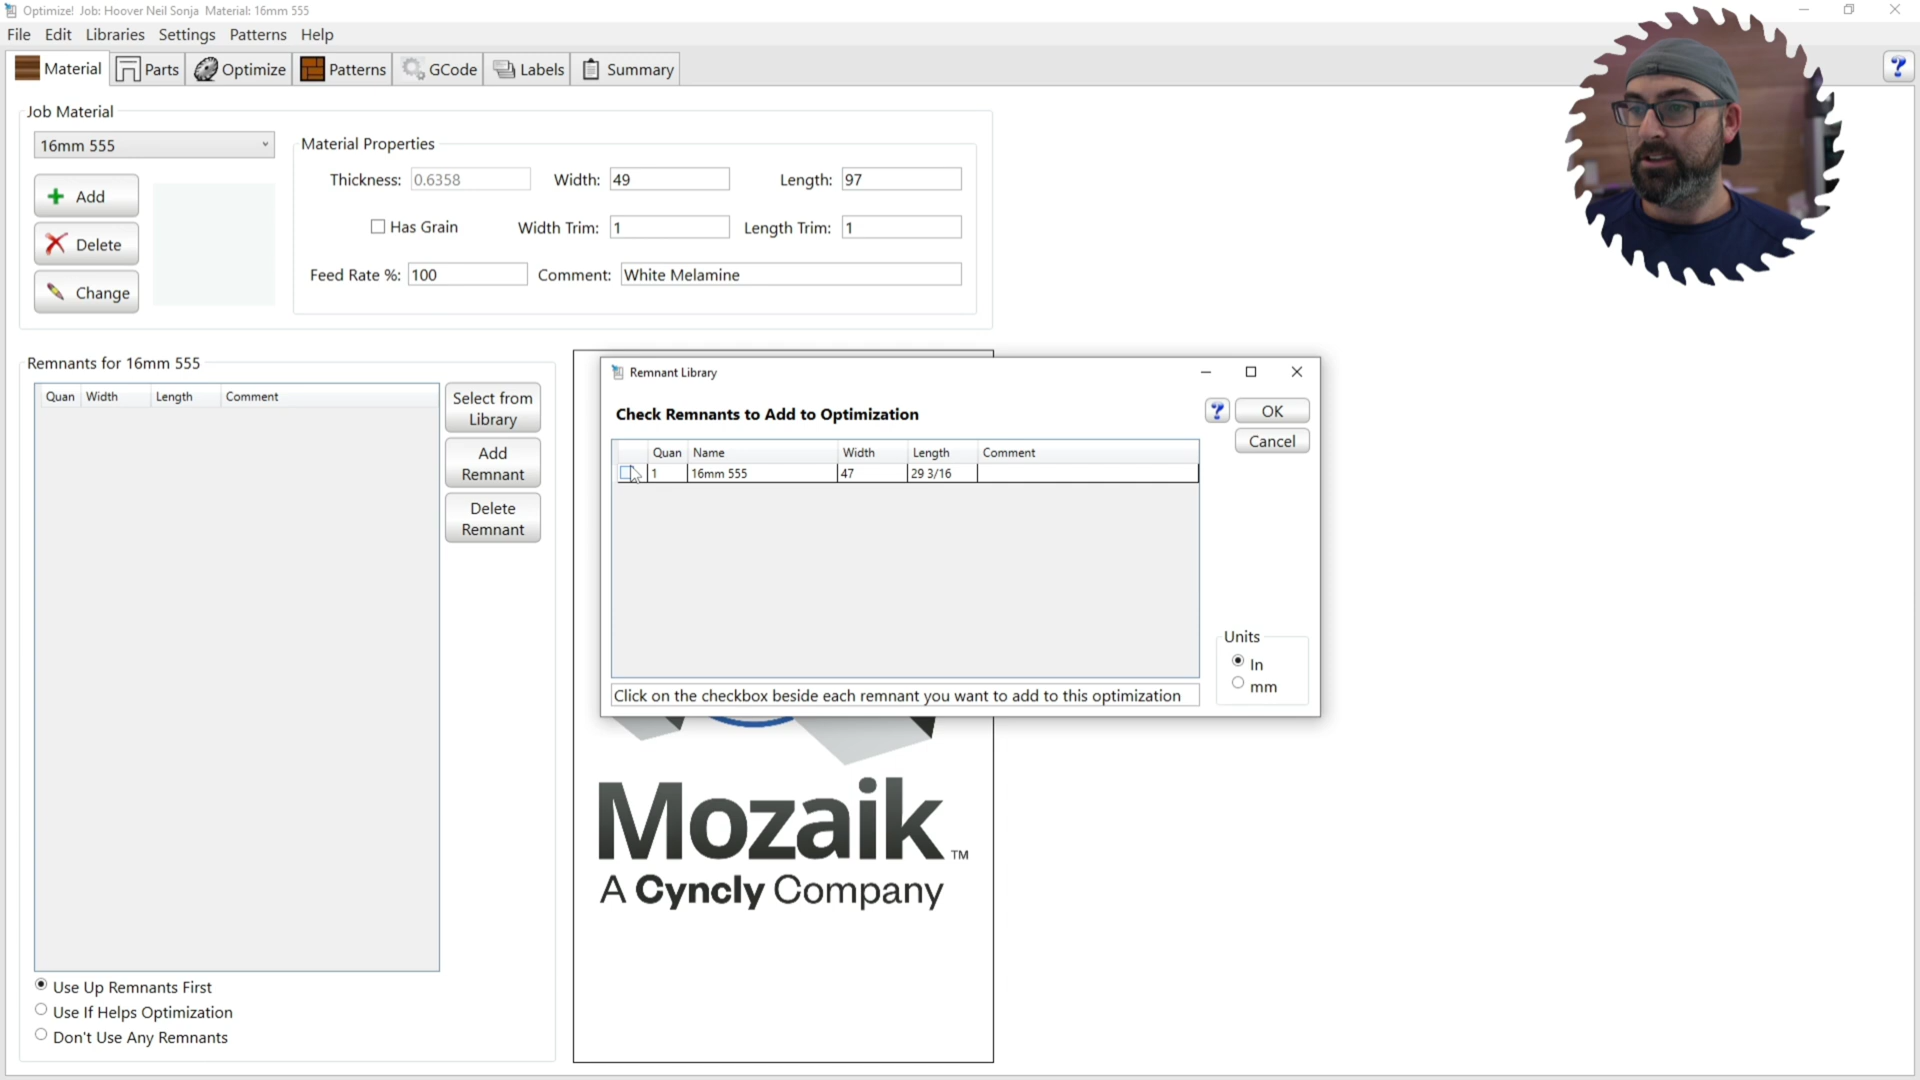 Optimize! Job: Hoover Neil Sonja Material: 16mm 555
File Edit Libraries Settings Patterns Help
Material Parts Optimize Patterns GCode Labels Summary
?
Job Material
16mm 555
Material Properties
Thickness: 0.6358 Width: 49 Length: 97
Add
Has Grain Width Trim: 1 Length Trim: 1
Delete
Feed Rate %: 100 Comment: White Melamine
Change
Remnants for 16mm 555
Quan Width Length Comment
Select from
Library
Add
Remnant
Delete
Remnant
Remnant Library
Check Remnants to Add to Optimization
? OK
Cancel
Quan Name Width Length Comment
1 16mm 555 47 29 3/16
Units
In
mm
Click on the checkbox beside each remnant you want to add to this optimization
Mozaik TM
A Cyncly Company
Use Up Remnants First
Use If Helps Optimization
Don't Use Any Remnants